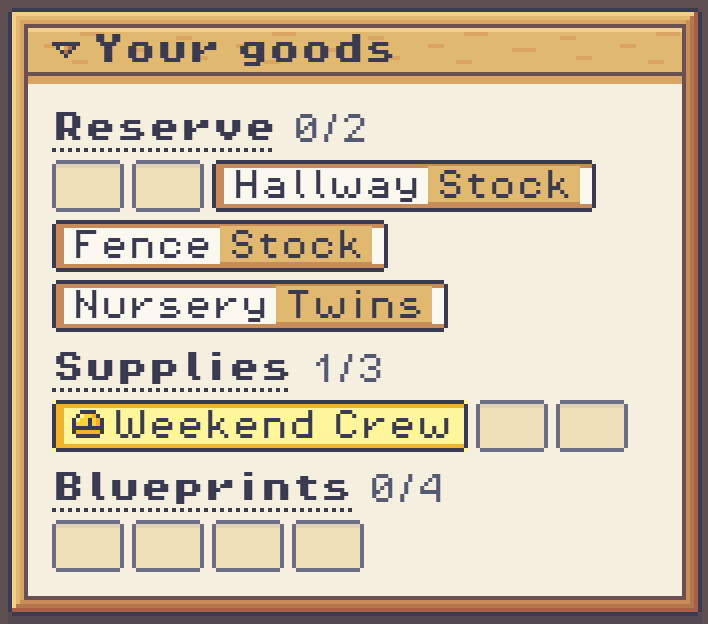 Your goods
Reserve 0/2
Hallway Stock
Fence Stock
Nursery Twins
Supplies 1/3
Weekend Crew
Blueprints 0/4